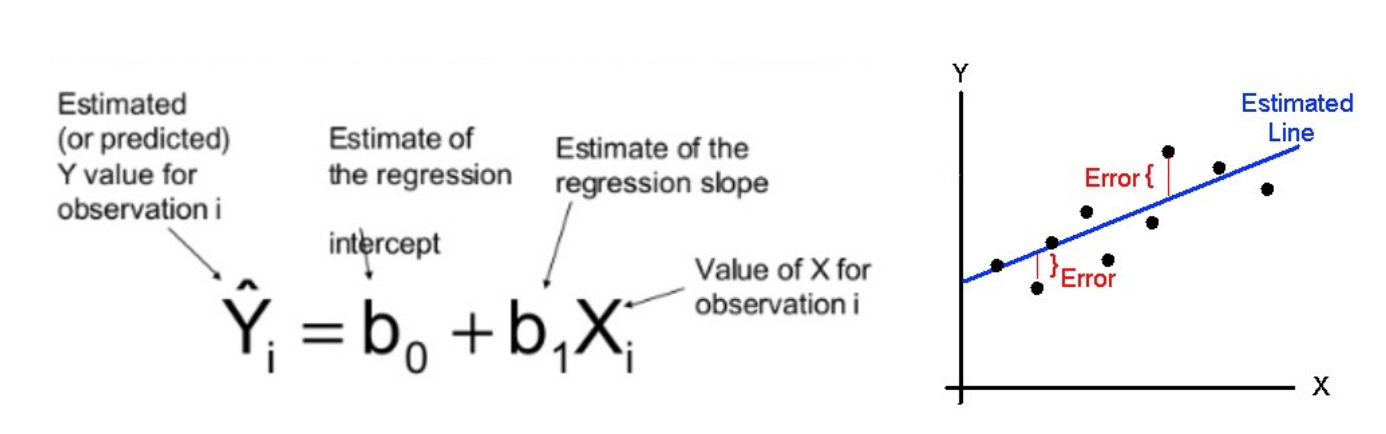 Estimated
(or predicted)
Y value for
observation i
Estimate of
the regression
intercept
Estimate of the
regression slope
Value of X for
observation i
Ŷi = b0 + b1Xi
Y
Estimated
Line
Error {
} Error
X